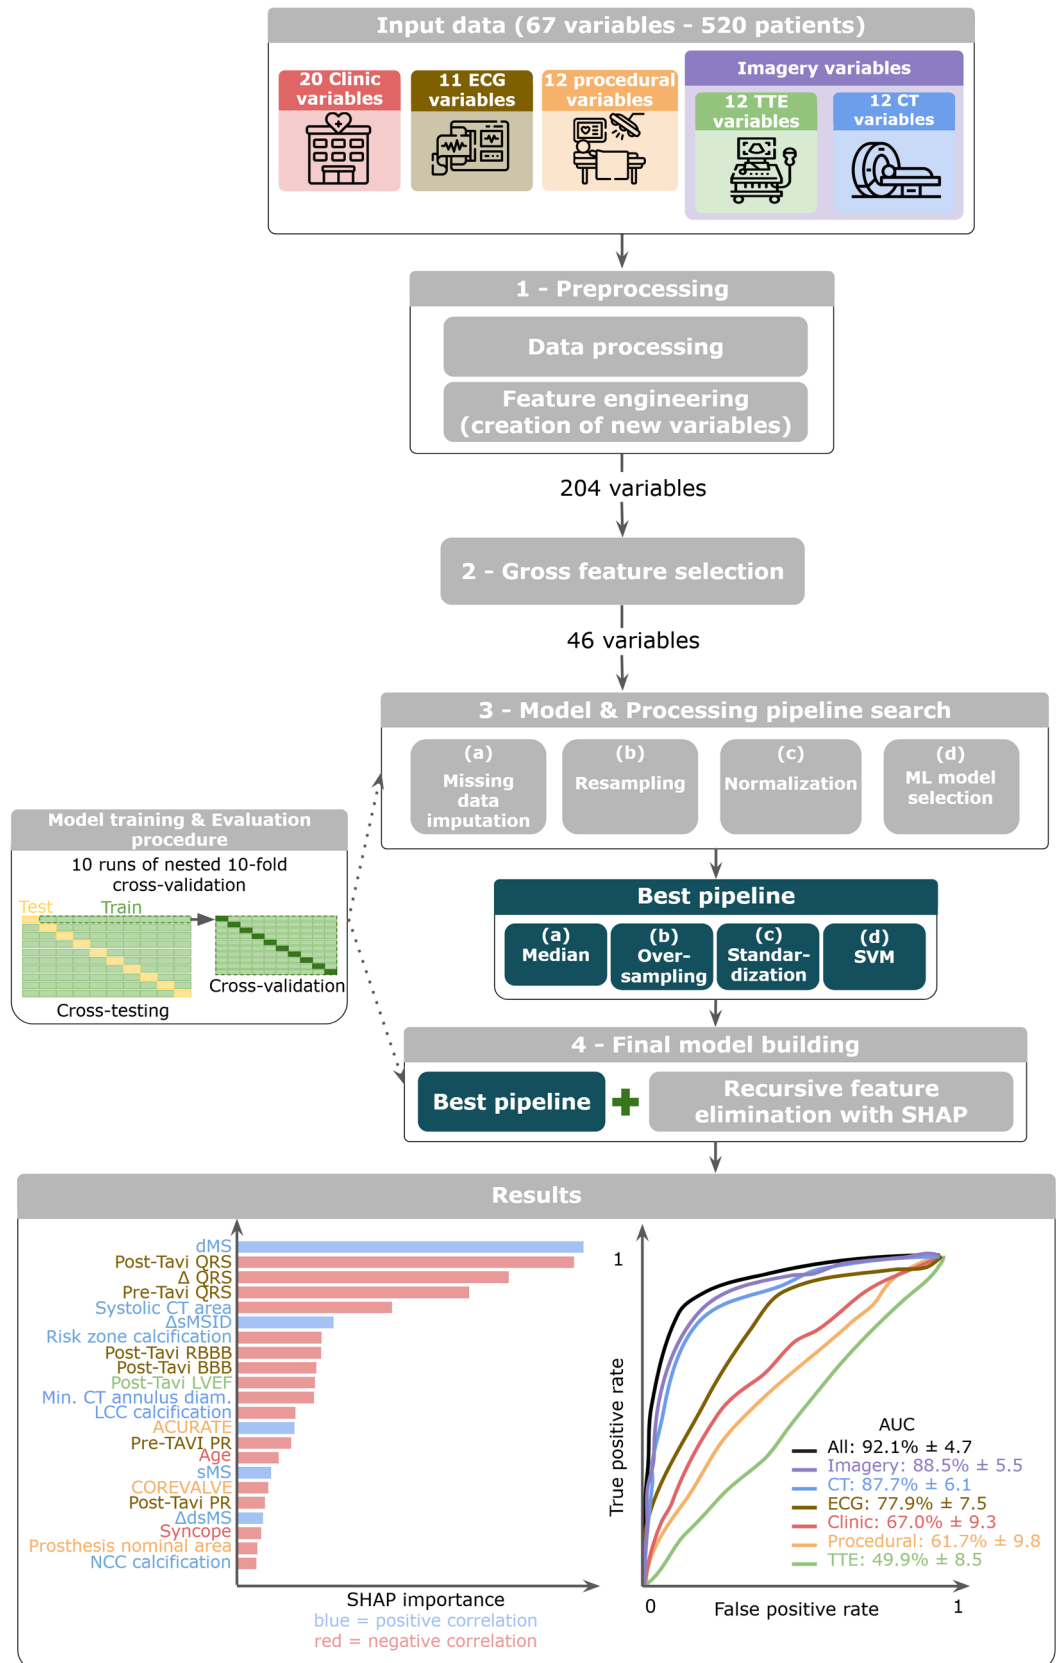 Input data (67 variables - 520 patients)
20 Clinic
variables
11 ECG
variables
12 procedural
variables
Imagery variables
12 TTE
variables
12 CT
variables
1 - Preprocessing
Data processing
Feature engineering
(creation of new variables)
204 variables
2 - Gross feature selection
46 variables
3 - Model & Processing pipeline search
(a)
Missing
data
imputation
(b)
Resampling
(c)
Normalization
(d)
ML model
selection
Model training & Evaluation
procedure
10 runs of nested 10-fold
cross-validation
Test
Train
Cross-validation
Cross-testing
Best pipeline
(a)
Median
(b)
Over-
sampling
(c)
Standar-
dization
(d)
SVM
4 - Final model building
Best pipeline
Recursive feature
elimination with SHAP
Results
dMS
Post-Tavi QRS
Δ QRS
Pre-Tavi QRS
Systolic CT area
ΔsMSID
Risk zone calcification
Post-Tavi RBBB
Post-Tavi BBB
Post-Tavi LVEF
Min. CT annulus diam.
LCC calcification
ACURATE
Pre-TAVI PR
Age
sMS
COREVALVE
Post-Tavi PR
ΔdsMS
Syncope
Prosthesis nominal area
NCC calcification
SHAP importance
blue = positive correlation
red = negative correlation
1
True positive rate
AUC
All: 92.1% ± 4.7
Imagery: 88.5% ± 5.5
CT: 87.7% ± 6.1
ECG: 77.9% ± 7.5
Clinic: 67.0% ± 9.3
Procedural: 61.7% ± 9.8
TTE: 49.9% ± 8.5
0
False positive rate
1